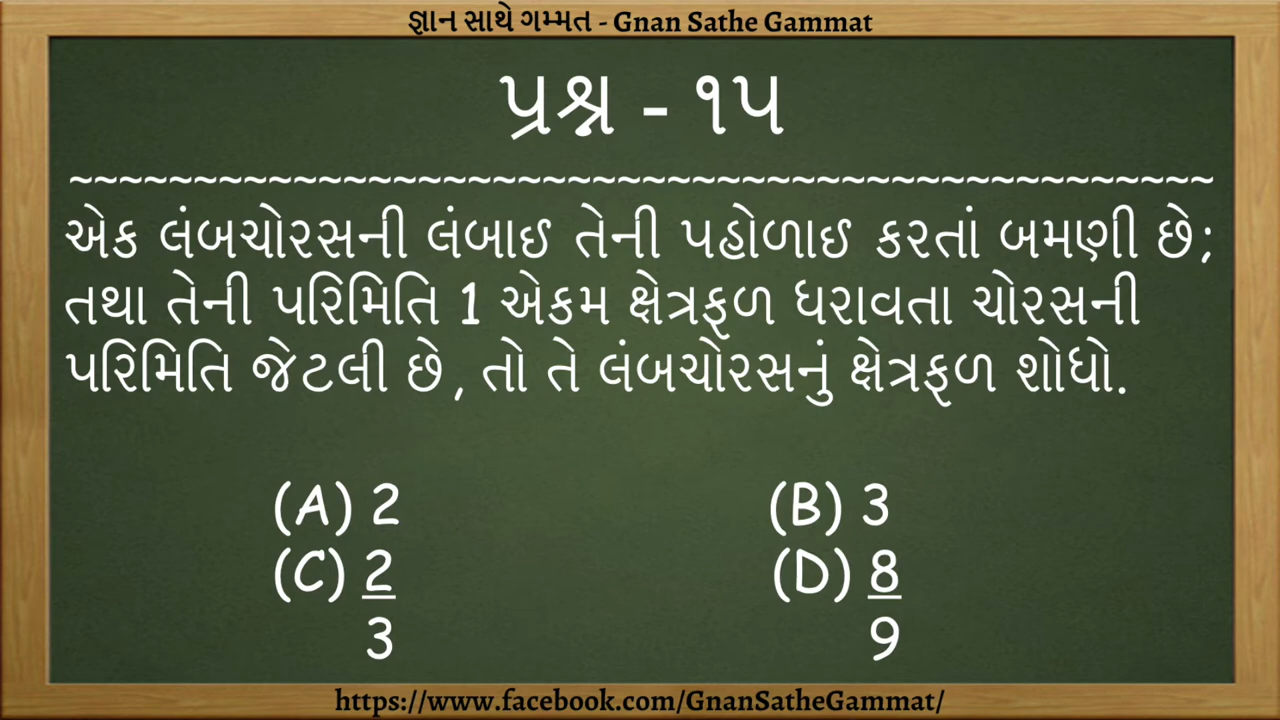 જ્ઞાન સાથે ગમ્મત - Gnan Sathe Gammat
પ્રશ્ન - ૧૫
~~~~~~~~~~~~~~~~~~~~~~~~~~~~~~~~~~~~~~~~~~~~~~
એક લંબચોરસની લંબાઈ તેની પહોળાઈ કરતાં બમણી છે;
તથા તેની પરિમિતિ 1 એકમ ક્ષેત્રફળ ધરાવતા ચોરસની
પરિમિતિ જેટલી છે, તો તે લંબચોરસનું ક્ષેત્રફળ શોધો.
(A) 2 (B) 3
(C) 2 (D) 8
3 9
https://www.facebook.com/GnanSatheGammat/